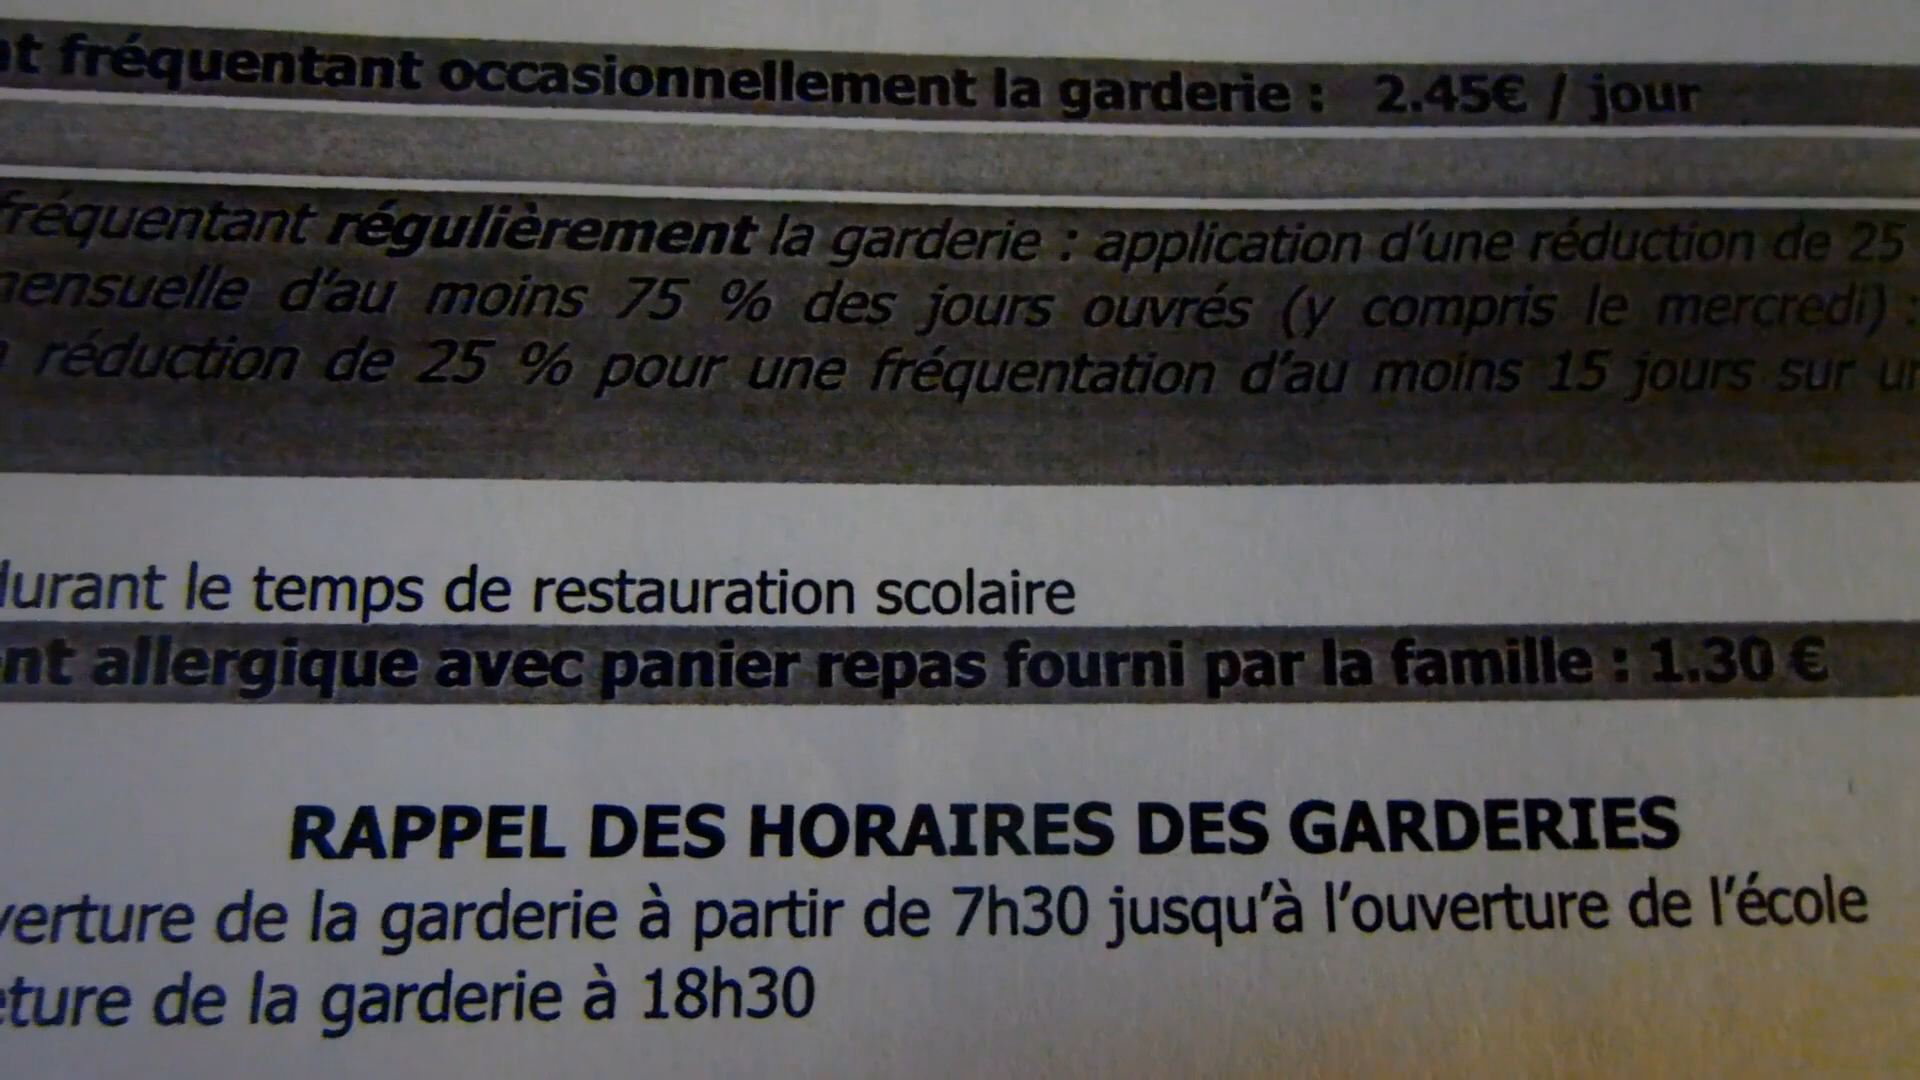 fréquentant occasionnellement la garderie : 2.45€ / jour
fréquentant régulièrement la garderie : application d'une réduction de 25
mensuelle d'au moins 75 % des jours ouvrés (y compris le mercredi) :
réduction de 25 % pour une fréquentation d'au moins 15 jours sur
durant le temps de restauration scolaire
allergique avec panier repas fourni par la famille : 1.30 €
RAPPEL DES HORAIRES DES GARDERIES
verture de la garderie à partir de 7h30 jusqu'à l'ouverture de l'école
ture de la garderie à 18h30